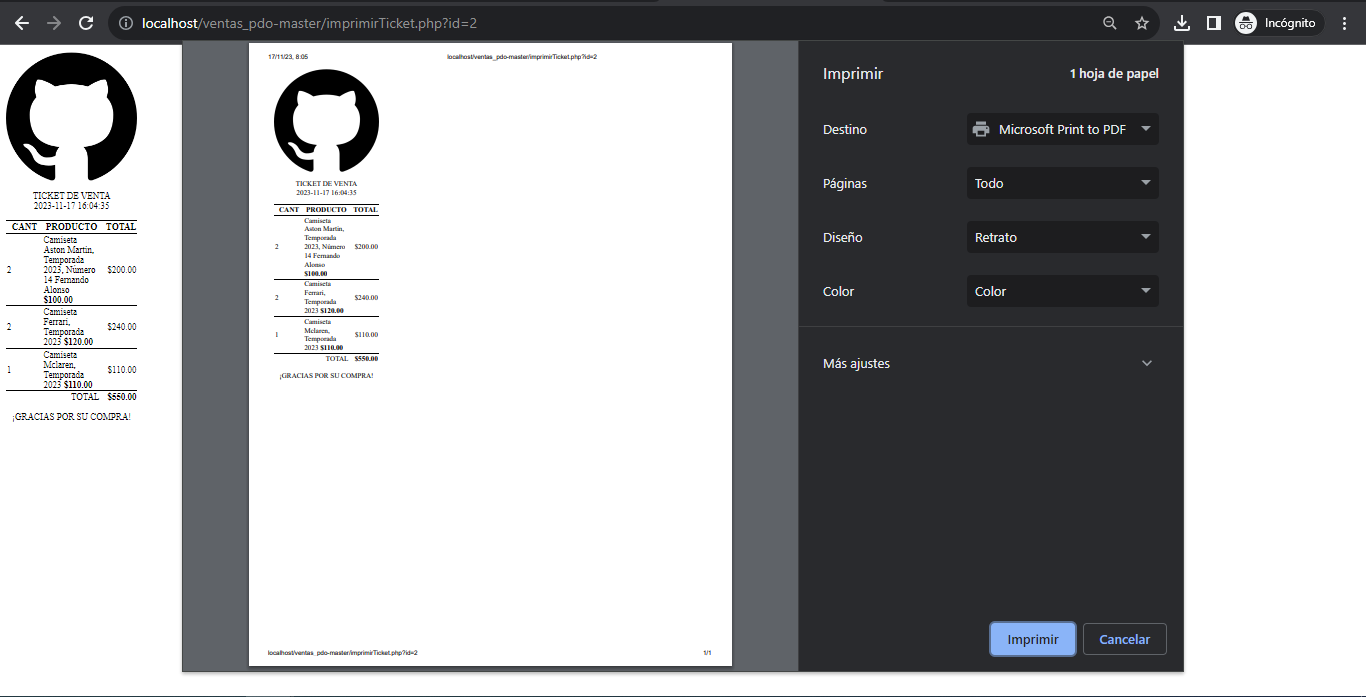 localhost/ventas_pdo-master/imprimirTicket.php?id=2
Incógnito
TICKET DE VENTA
2023-11-17 16:04:35
CANT PRODUCTO TOTAL
Camiseta
Aston Martin,
Temporada
2 2023, Número $200.00
14 Fernando
Alonso
$100.00
Camiseta
Ferrari,
2 Temporada $240.00
2023 $120.00
Camiseta
Mclaren,
1 Temporada $110.00
2023 $110.00
TOTAL $550.00
¡GRACIAS POR SU COMPRA!
17/11/23, 8:05 localhost/ventas_pdo-master/imprimirTicket.php?id=2
TICKET DE VENTA
2023-11-17 16:04:35
CANT PRODUCTO TOTAL
Camiseta
Aston Martin,
Temporada
2 2023, Número $200.00
14 Fernando
Alonso
$100.00
Camiseta
Ferrari,
2 Temporada $240.00
2023 $120.00
Camiseta
Mclaren,
1 Temporada $110.00
2023 $110.00
TOTAL $550.00
¡GRACIAS POR SU COMPRA!
localhost/ventas_pdo-master/imprimirTicket.php?id=2 1/1
Imprimir 1 hoja de papel
Destino Microsoft Print to PDF
Páginas Todo
Diseño Retrato
Color Color
Más ajustes
Imprimir Cancelar